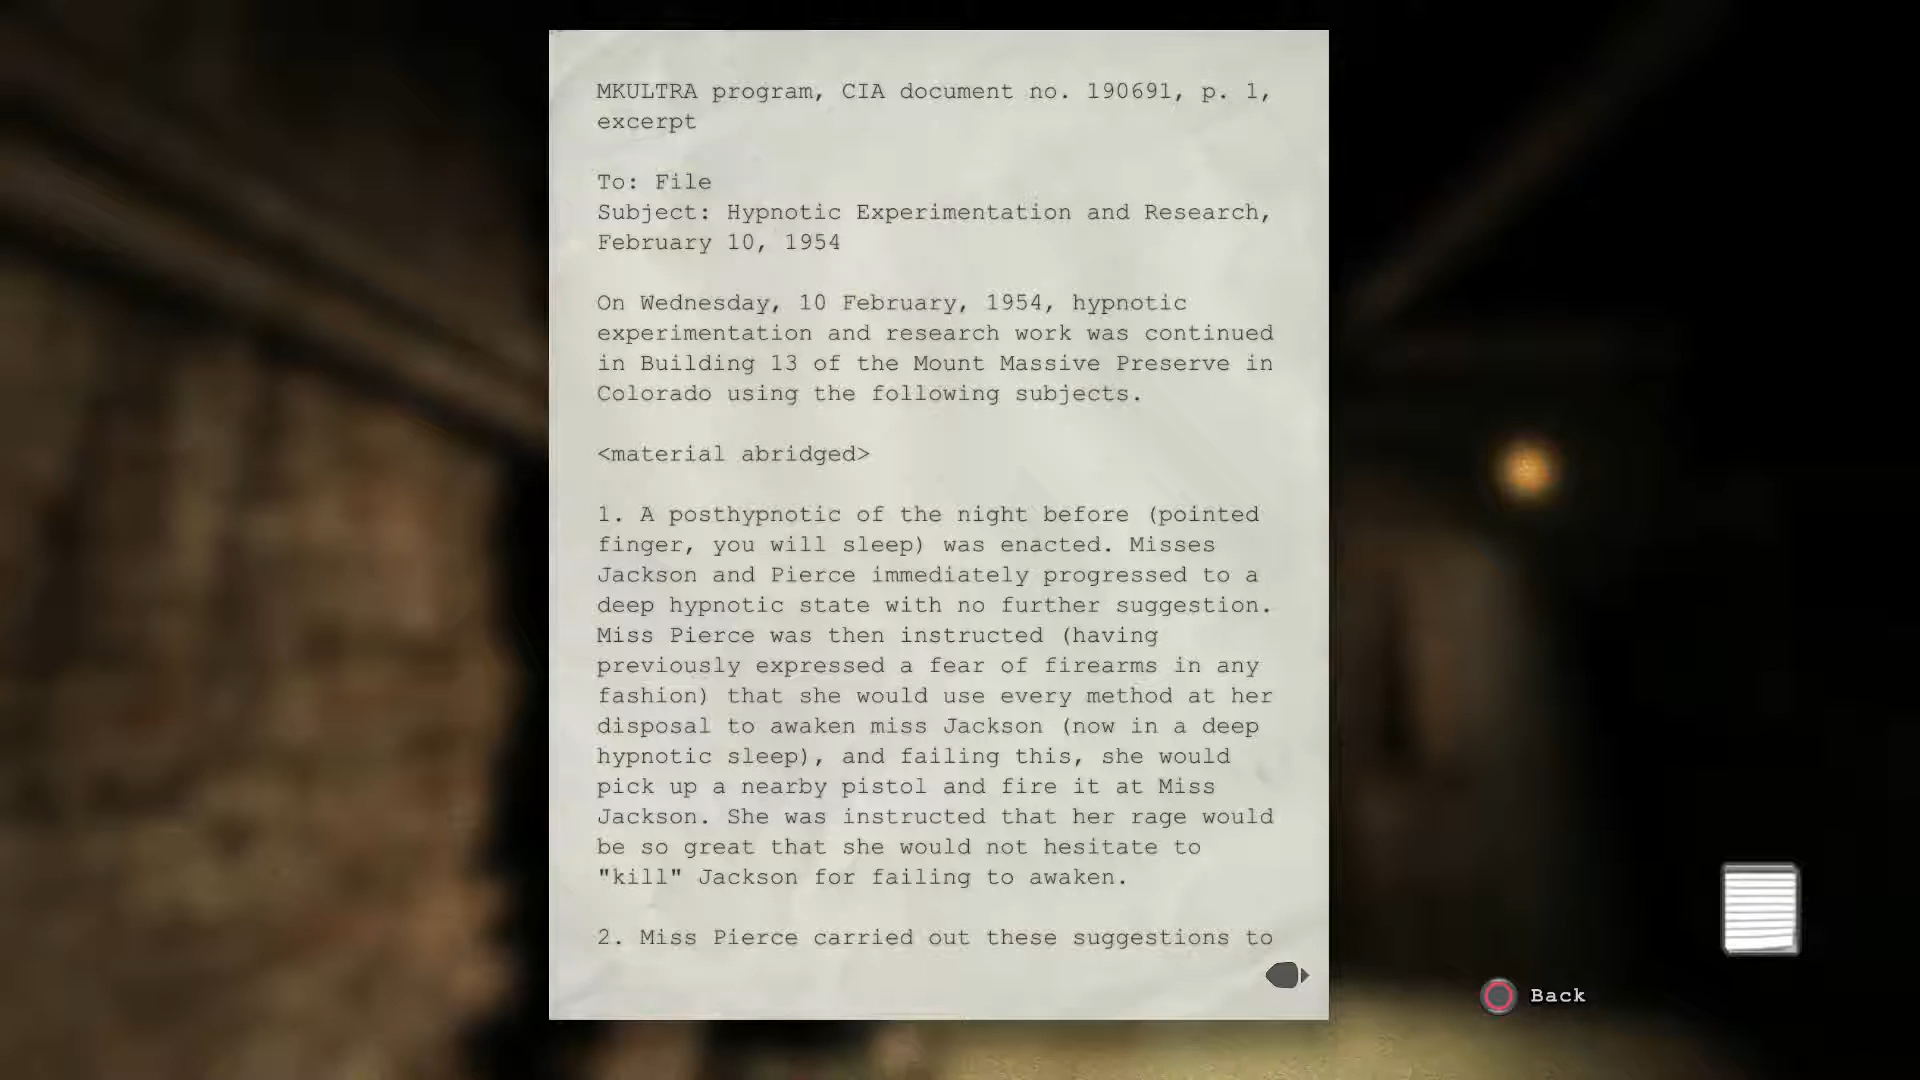 MKULTRA program, CIA document no. 190691, p. 1,
excerpt
To: File
Subject: Hypnotic Experimentation and Research,
February 10, 1954
On Wednesday, 10 February, 1954, hypnotic
experimentation and research work was continued
in Building 13 of the Mount Massive Preserve in
Colorado using the following subjects.
<material abridged>
1. A posthypnotic of the night before (pointed
finger, you will sleep) was enacted. Misses
Jackson and Pierce immediately progressed to a
deep hypnotic state with no further suggestion.
Miss Pierce was then instructed (having
previously expressed a fear of firearms in any
fashion) that she would use every method at her
disposal to awaken miss Jackson (now in a deep
hypnotic sleep), and failing this, she would
pick up a nearby pistol and fire it at Miss
Jackson. She was instructed that her rage would
be so great that she would not hesitate to
"kill" Jackson for failing to awaken.
2. Miss Pierce carried out these suggestions to
Back